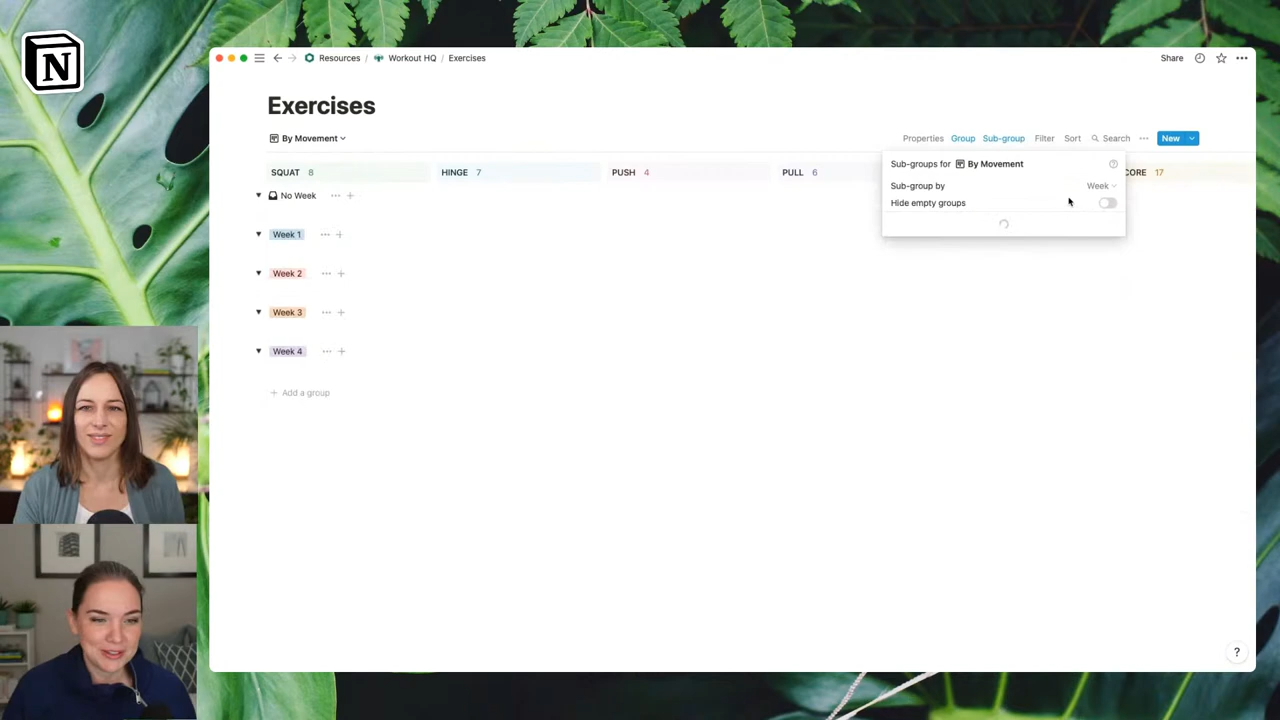 N
Resources / Workout HQ / Exercises
Share
Exercises
By Movement
Properties Group Sub-group Filter Sort Search ... New
SQUAT 8 HINGE 7 PUSH 4 PULL 6 CORE 17
Sub-groups for By Movement ?
Sub-group by Week
Hide empty groups
No Week ... +
Week 1 ... +
Week 2 ... +
Week 3 ... +
Week 4 ... +
+ Add a group
?